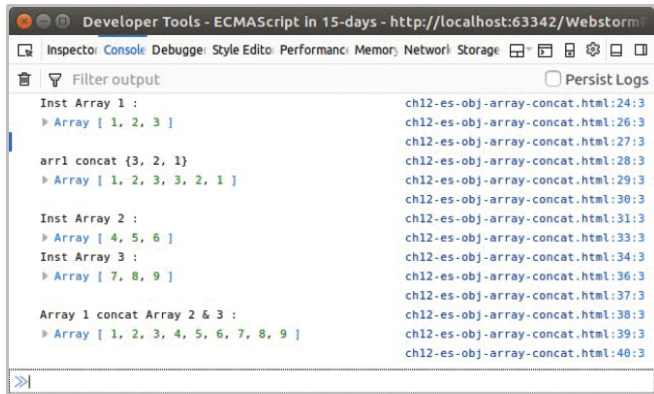 Developer Tools - ECMAScript in 15-days - http://localhost:63342/WebstormP
Inspector Console Debugger Style Editor Performance Memory Network Storage
Filter output Persist Logs
Inst Array 1 : ch12-es-obj-array-concat.html:24:3
Array [ 1, 2, 3 ] ch12-es-obj-array-concat.html:26:3
ch12-es-obj-array-concat.html:27:3
arr1 concat {3, 2, 1} ch12-es-obj-array-concat.html:28:3
Array [ 1, 2, 3, 3, 2, 1 ] ch12-es-obj-array-concat.html:29:3
ch12-es-obj-array-concat.html:30:3
Inst Array 2 : ch12-es-obj-array-concat.html:31:3
Array [ 4, 5, 6 ] ch12-es-obj-array-concat.html:33:3
Inst Array 3 : ch12-es-obj-array-concat.html:34:3
Array [ 7, 8, 9 ] ch12-es-obj-array-concat.html:36:3
ch12-es-obj-array-concat.html:37:3
Array 1 concat Array 2 & 3 : ch12-es-obj-array-concat.html:38:3
Array [ 1, 2, 3, 4, 5, 6, 7, 8, 9 ] ch12-es-obj-array-concat.html:39:3
ch12-es-obj-array-concat.html:40:3